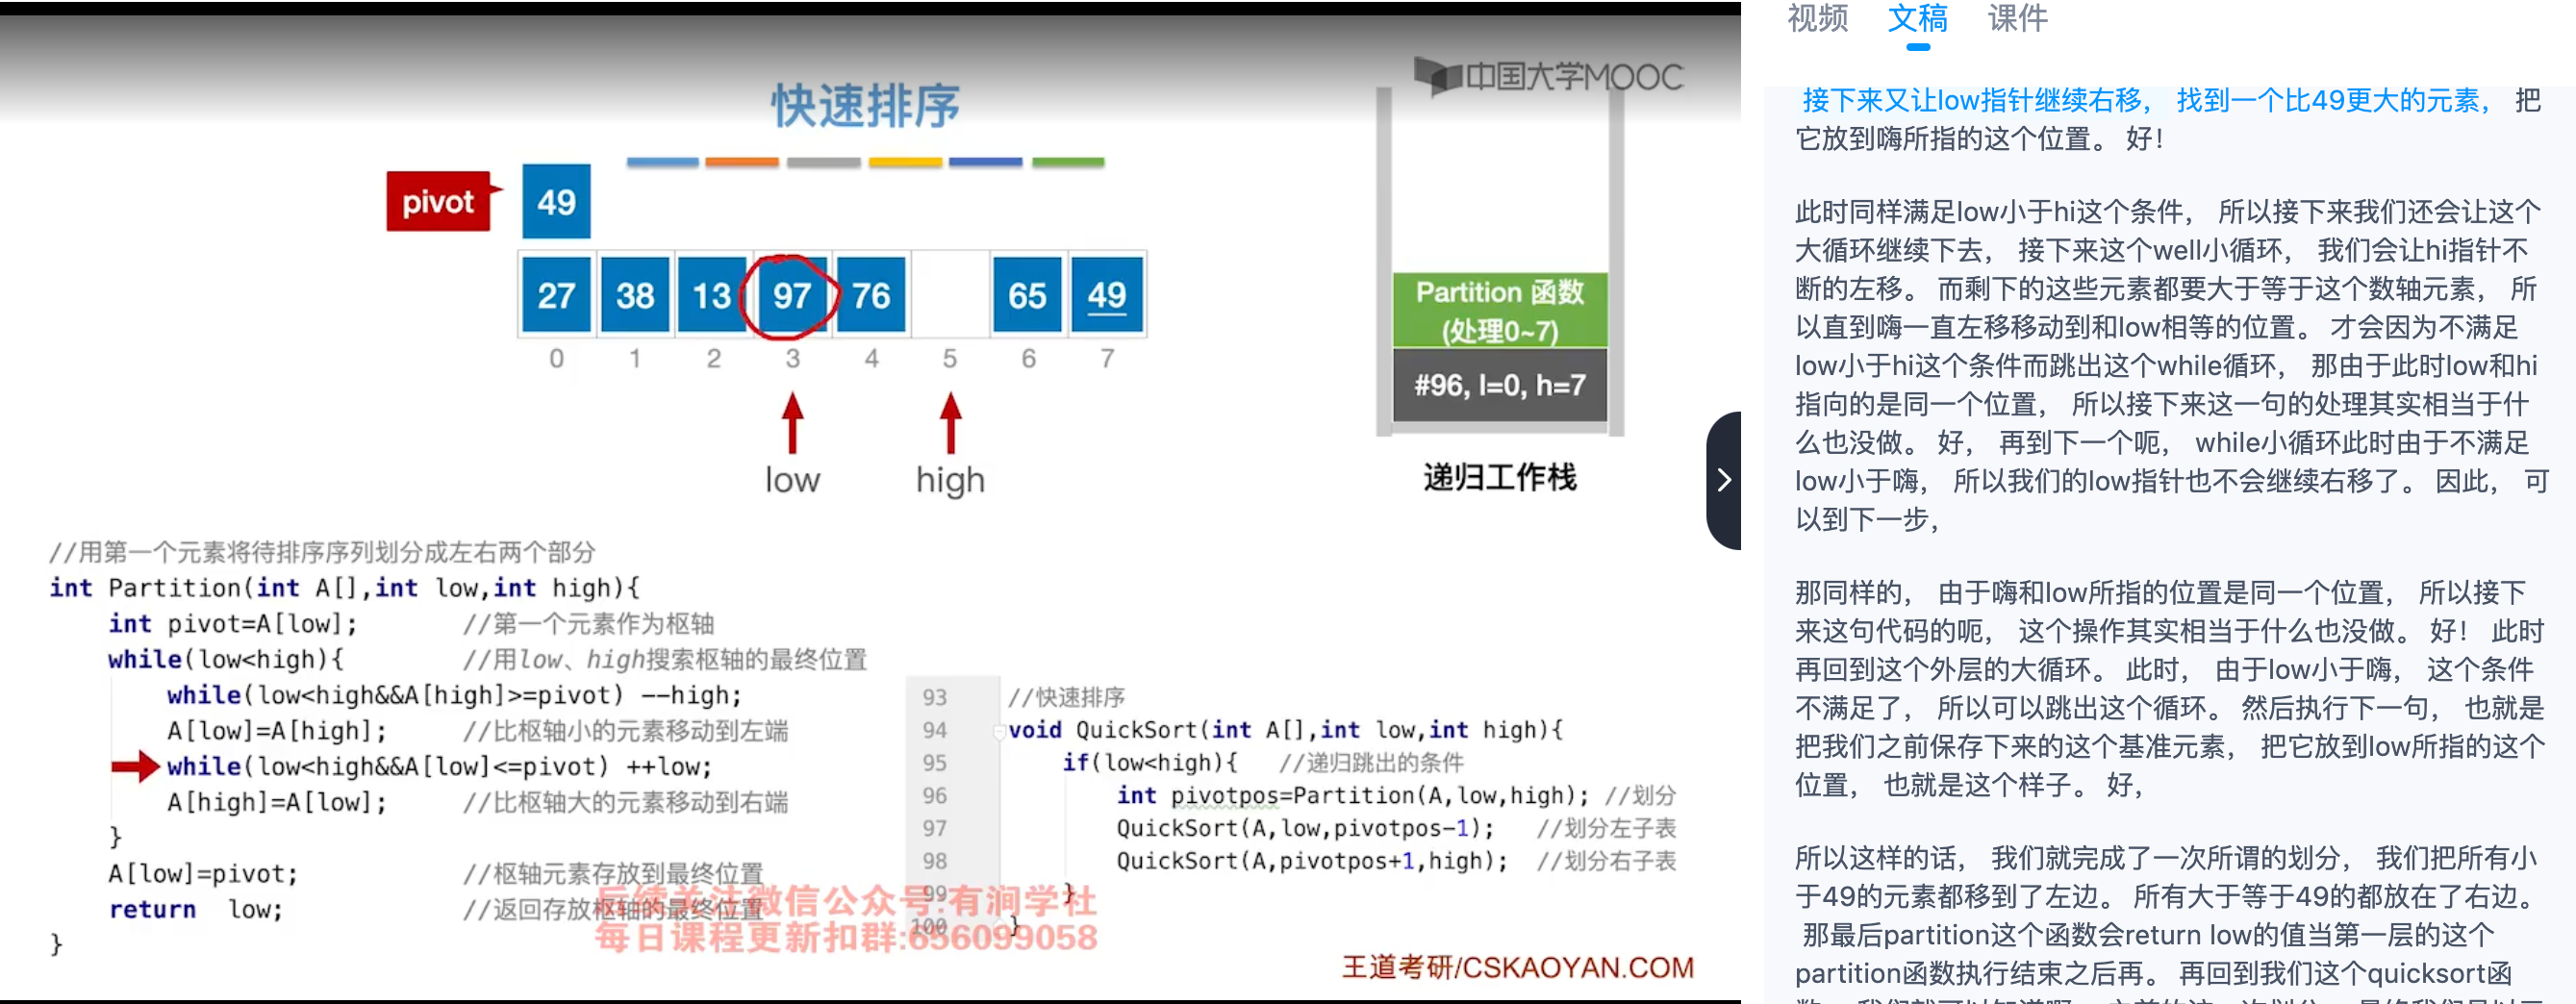 中国大学MOOC
快速排序
pivot
49
27 38 13 97 76 65 49
0 1 2 3 4 5 6 7
low high
Partition 函数
(处理0~7)
#96, l=0, h=7
递归工作栈
//用第一个元素将待排序序列划分成左右两个部分
int Partition(int A[],int low,int high){
int pivot=A[low]; //第一个元素作为枢轴
while(low<high){ //用low、high搜索枢轴的最终位置
while(low<high&&A[high]>=pivot) --high;
A[low]=A[high]; //比枢轴小的元素移动到左端
while(low<high&&A[low]<=pivot) ++low;
A[high]=A[low]; //比枢轴大的元素移动到右端
}
A[low]=pivot; //枢轴元素存放到最终位置
return low; //返回存放枢轴的最终位置
}
93 //快速排序
94 void QuickSort(int A[],int low,int high){
95 if(low<high){ //递归跳出的条件
96 int pivotpos=Partition(A,low,high); //划分
97 QuickSort(A,low,pivotpos-1); //划分左子表
98 QuickSort(A,pivotpos+1,high); //划分右子表
99 }
100 }
后续关注微信公众号:有润学社
每日课程更新扣群:656099058
王道考研/CSKAOYAN.COM
视频 文稿 课件
接下来又让low指针继续右移， 找到一个比49更大的元素， 把
它放到嗨所指的这个位置。 好！
此时同样满足low小于hi这个条件， 所以接下来我们还会让这个
大循环继续下去， 接下来这个well小循环， 我们会让hi指针不
断的左移。 而剩下的这些元素都要大于等于这个数轴元素， 所
以直到嗨一直左移移动到和low相等的位置。 才会因为不满足
low小于hi这个条件而跳出这个while循环， 那由于此时low和hi
指向的是同一个位置， 所以接下来这一句的处理其实相当于什
么也没做。 好， 再到下一个呃， while小循环此时由于不满足
low小于嗨， 所以我们的low指针也不会继续右移了。 因此， 可
以到下一步，
那同样的， 由于嗨和low所指的位置是同一个位置， 所以接下
来这句代码的呃， 这个操作其实相当于什么也没做。 好！ 此时
再回到这个外层的大循环。 此时， 由于low小于嗨， 这个条件
不满足了， 所以可以跳出这个循环。 然后执行下一句， 也就是
把我们之前保存下来的这个基准元素， 把它放到low所指的这个
位置， 也就是这个样子。 好，
所以这样的话， 我们就完成了一次所谓的划分， 我们把所有小
于49的元素都移到了左边。 所有大于等于49的都放在了右边。
那最后partition这个函数会return low的值当第一层的这个
partition函数执行结束之后再。 再回到我们这个quicksort函